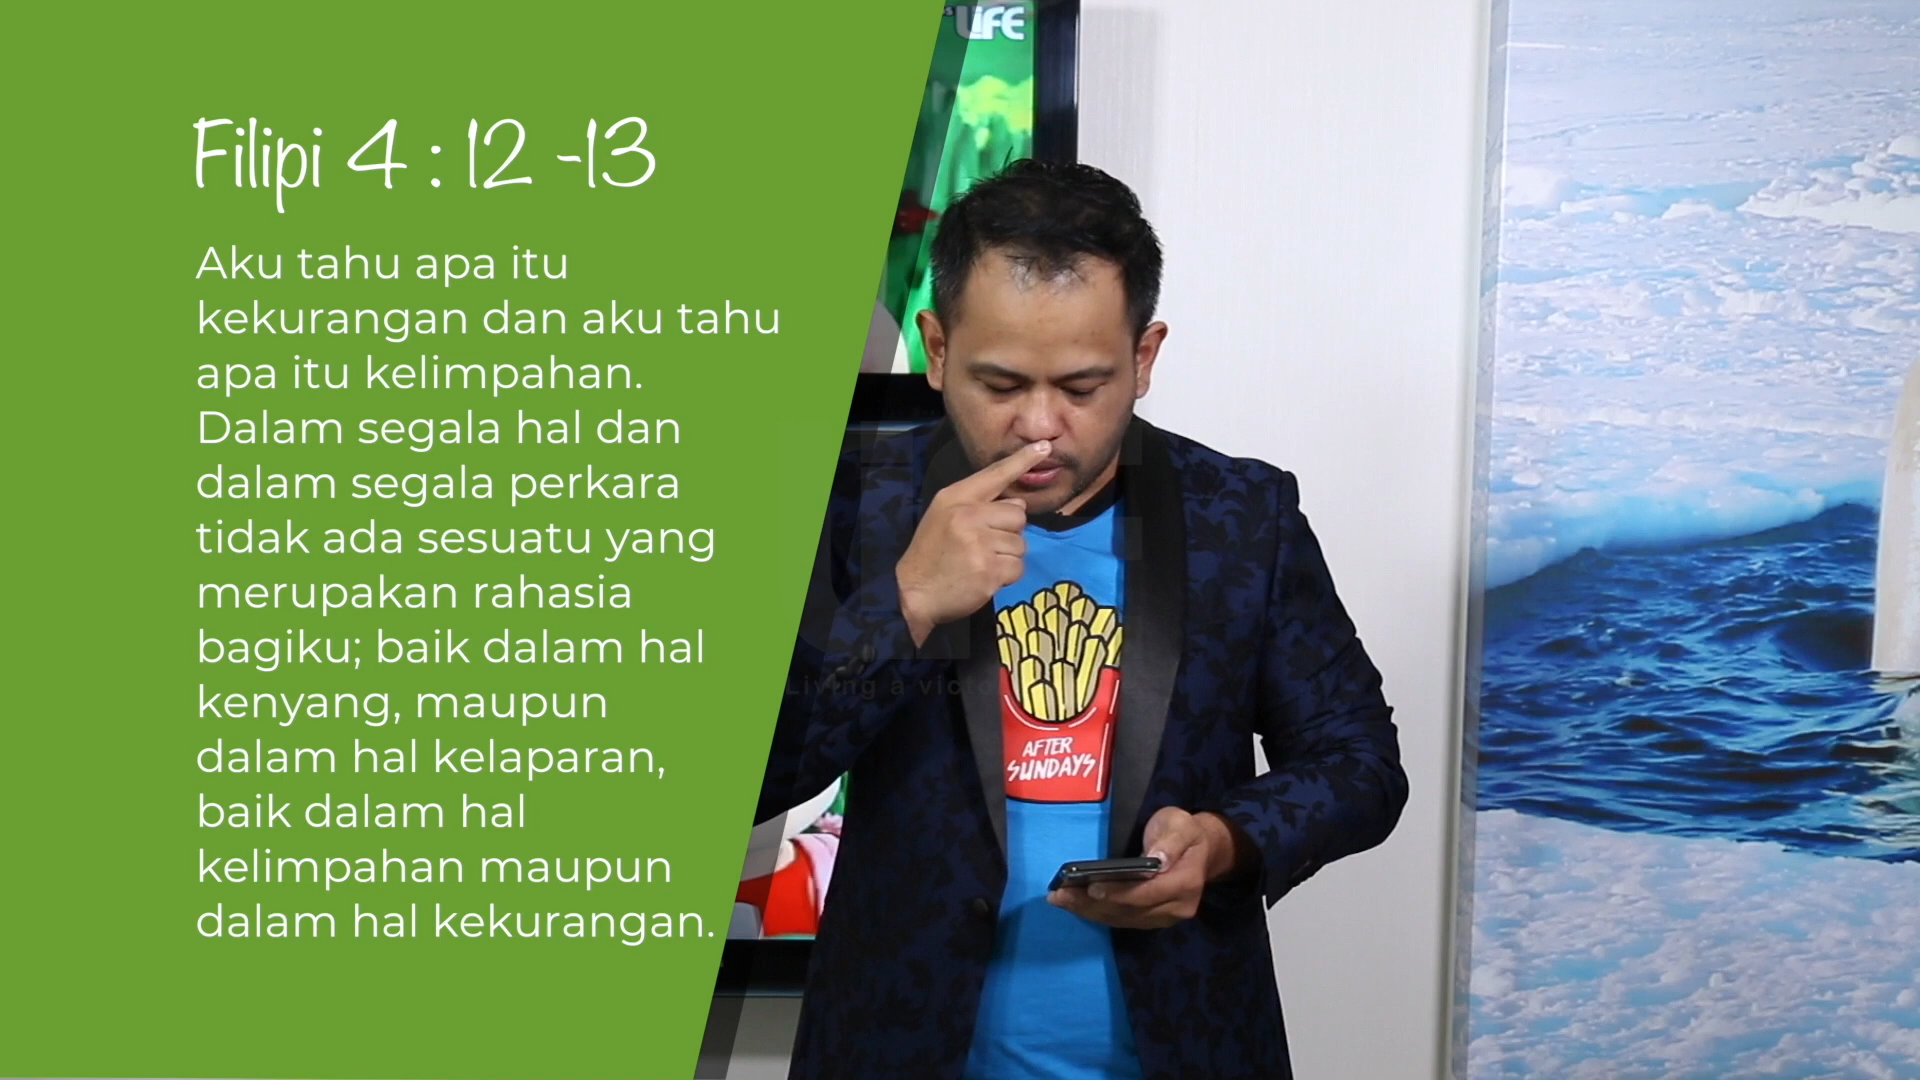 Filipi 4 : 12 -13
Aku tahu apa itu
kekurangan dan aku tahu
apa itu kelimpahan.
Dalam segala hal dan
dalam segala perkara
tidak ada sesuatu yang
merupakan rahasia
bagiku; baik dalam hal
kenyang, maupun
dalam hal kelaparan,
baik dalam hal
kelimpahan maupun
dalam hal kekurangan.
LiFE
LiFE
Living a
AFTER
SUNDAYS